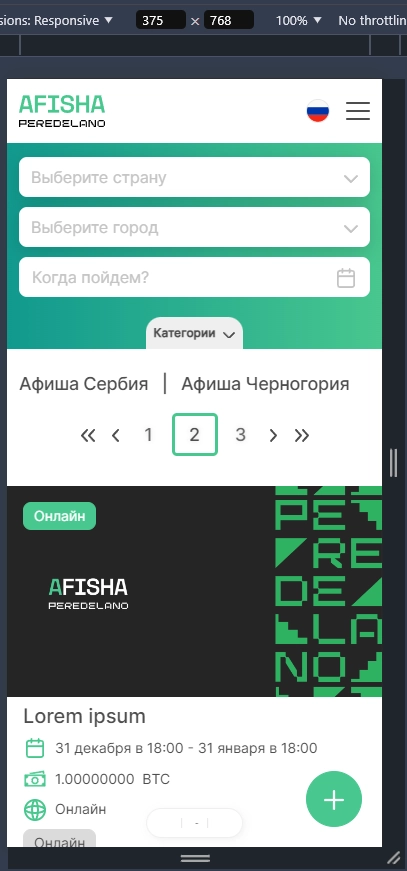 sions: Responsive ▼ 375 × 768 100% ▼ No throttlin
AFISHA
PEREDELANO
Выберите страну
Выберите город
Когда пойдем?
Категории
Афиша Сербия | Афиша Черногория
1 2 3
Онлайн
AFISHA
PEREDELANO
PE
RE
DE
LA
NO
Lorem ipsum
31 декабря в 18:00 - 31 января в 18:00
1.00000000 BTC
Онлайн
Онлайн